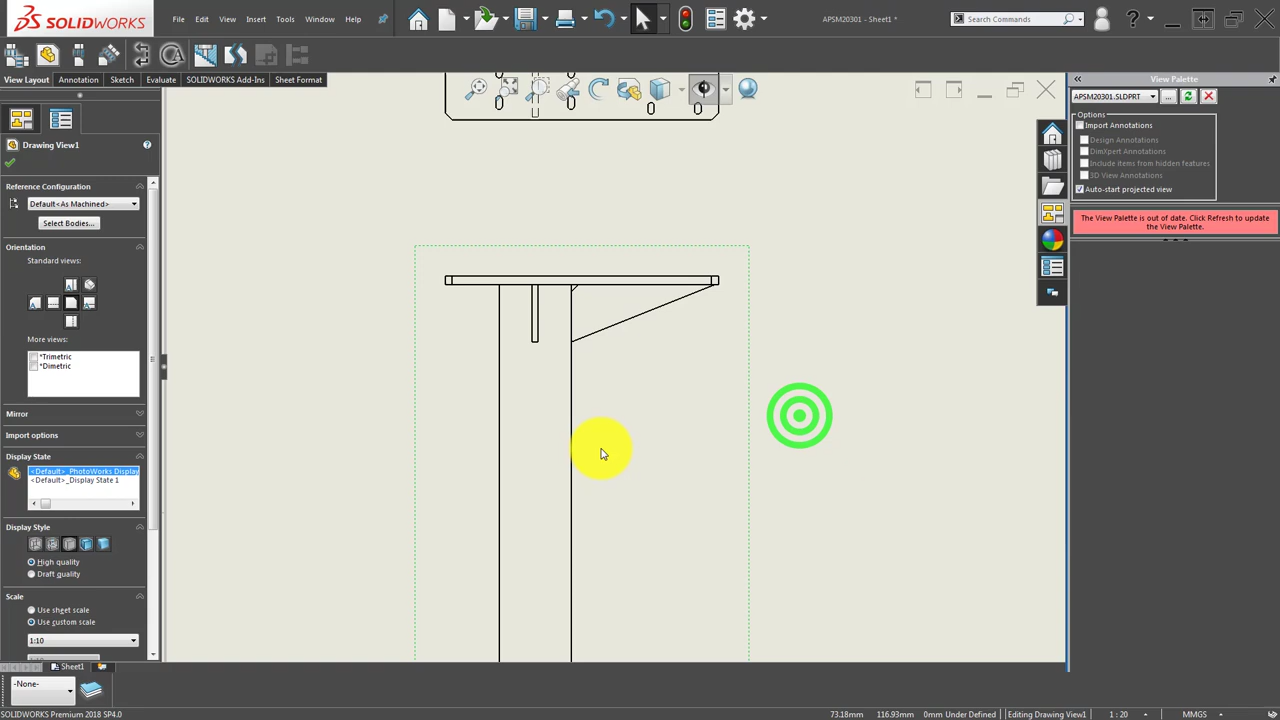 SOLIDWORKS
File Edit View Insert Tools Window Help
APSM20301 - Sheet1 *
Search Commands
?
View Layout Annotation Sketch Evaluate SOLIDWORKS Add-Ins Sheet Format
View Palette
APSM20301.SLDPRT
...
Options
Import Annotations
Design Annotations
DimXpert Annotations
Include items from hidden features
3D View Annotations
Auto-start projected view
The View Palette is out of date. Click Refresh to update
the View Palette.
Drawing View1
Reference Configuration
Default<As Machined>
Select Bodies...
Orientation
Standard views:
More views:
*Trimetric
*Dimetric
Mirror
Import options
Display State
<Default>_PhotoWorks Display
<Default>_Display State 1
Display Style
High quality
Draft quality
Scale
Use sheet scale
Use custom scale
1:10
Sheet1
-None-
SOLIDWORKS Premium 2018 SP4.0
73.18mm 116.93mm 0mm Under Defined Editing Drawing View1 1 : 20 MMGS